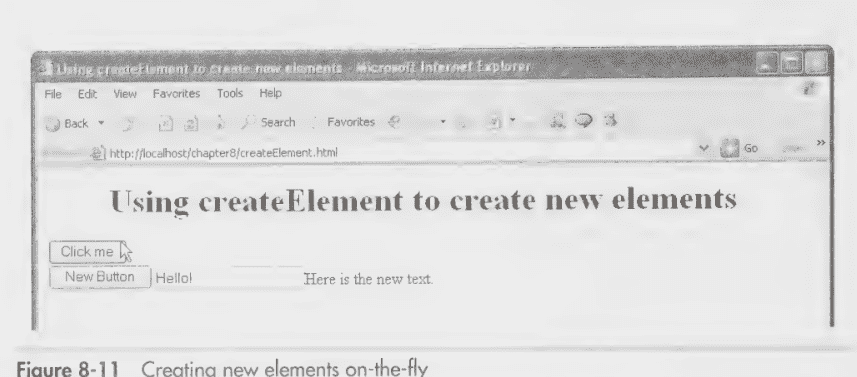 Using createElement to create new elements - Microsoft Internet Explorer
File Edit View Favorites Tools Help
Back Search Favorites
http://localhost/chapter8/createElement.html Go »
Using createElement to create new elements
Click me
New Button Hello! Here is the new text.
Figure 8-11 Creating new elements on-the-fly